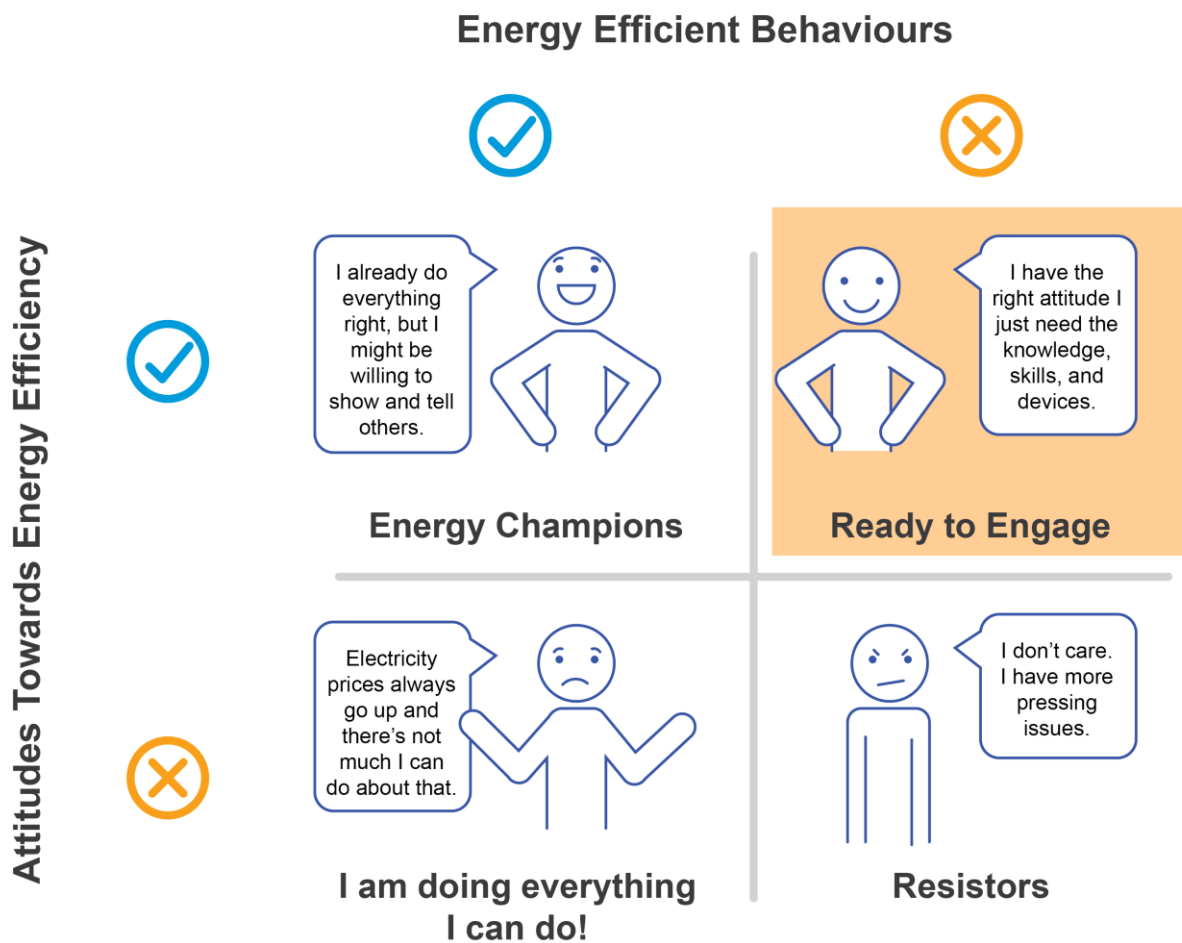 Energy Efficient Behaviours
Attitudes Towards Energy Efficiency
I already do
everything
right, but I
might be
willing to
show and tell
others.
Energy Champions
I have the
right attitude I
just need the
knowledge,
skills, and
devices.
Ready to Engage
Electricity
prices always
go up and
there’s not
much I can
do about that.
I am doing everything
I can do!
I don’t care.
I have more
pressing
issues.
Resistors